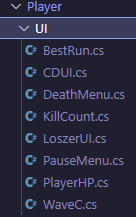 Player
UI
C# BestRun.cs
C# CDUI.cs
C# DeathMenu.cs
C# KillCount.cs
C# LoszerUI.cs
C# PauseMenu.cs
C# PlayerHP.cs
C# WaveC.cs